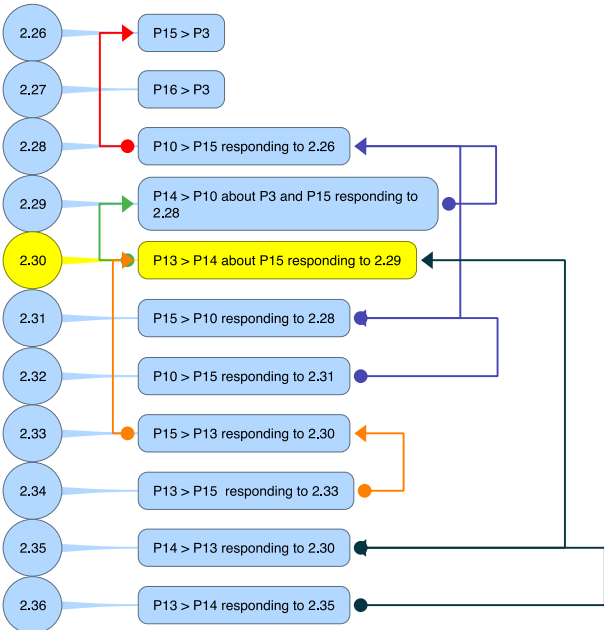 2.26 P15 > P3
2.27 P16 > P3
2.28 P10 > P15 responding to 2.26
2.29 P14 > P10 about P3 and P15 responding to
2.28
2.30 P13 > P14 about P15 responding to 2.29
2.31 P15 > P10 responding to 2.28
2.32 P10 > P15 responding to 2.31
2.33 P15 > P13 responding to 2.30
2.34 P13 > P15  responding to 2.33
2.35 P14 > P13 responding to 2.30
2.36 P13 > P14 responding to 2.35